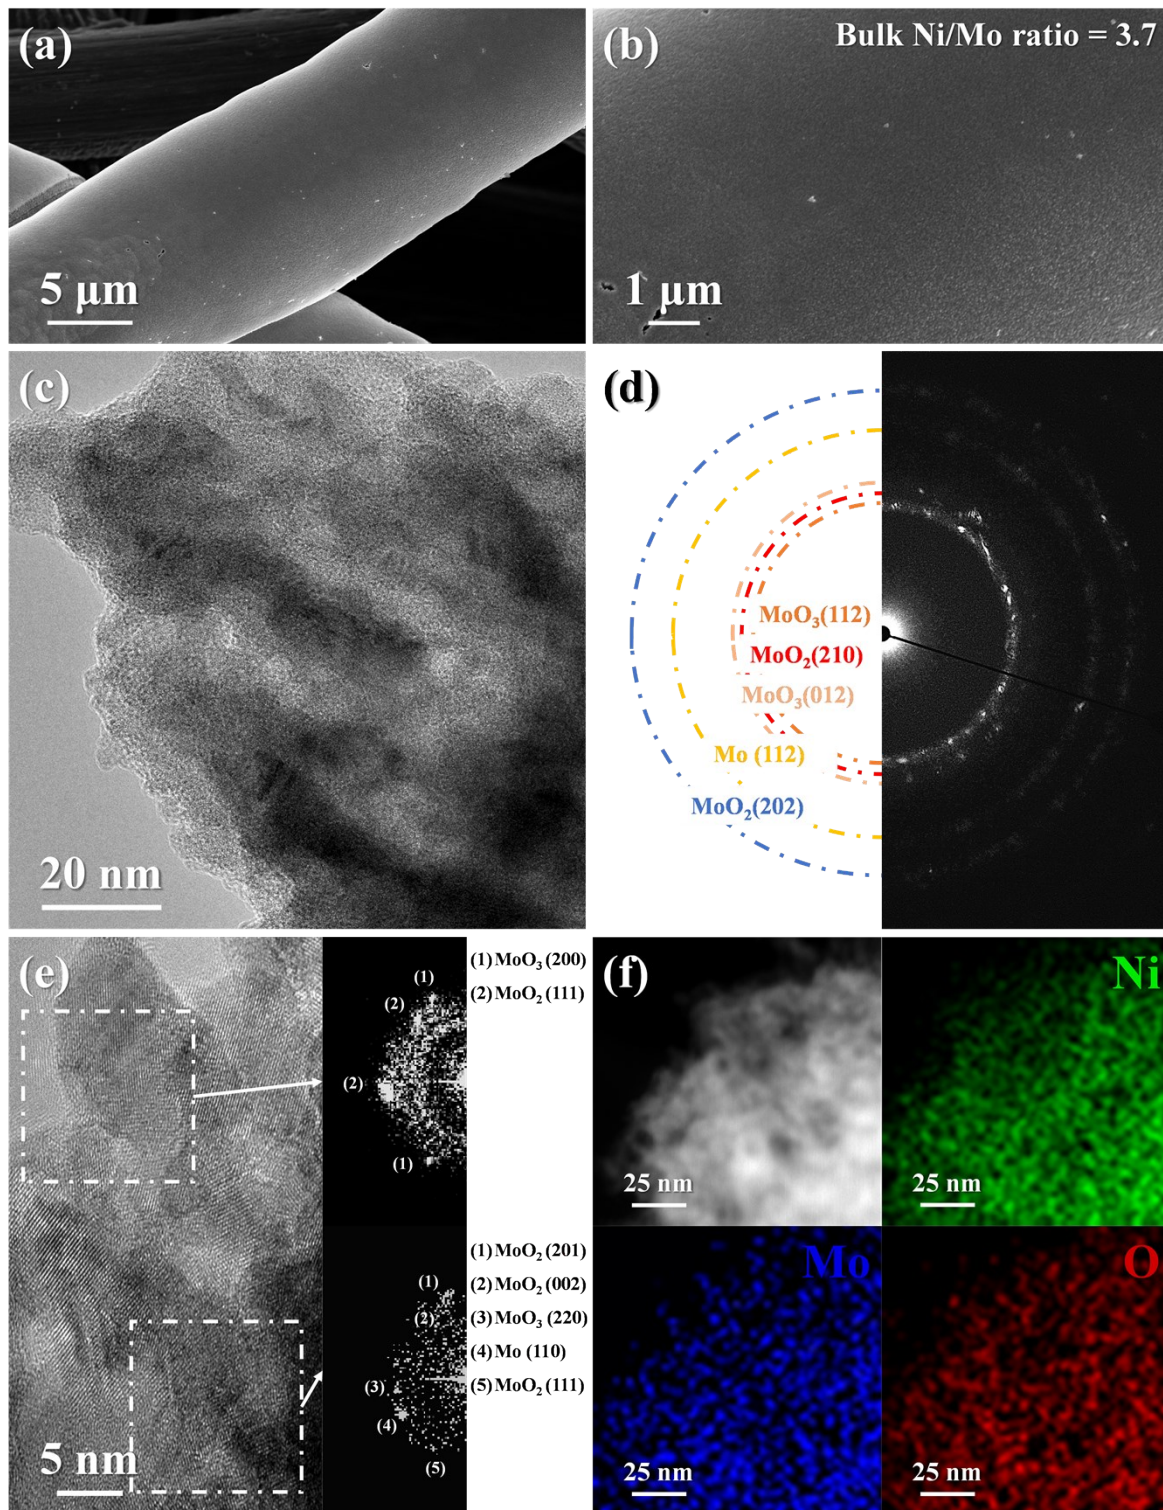 (a)
5 μm
(b)
Bulk Ni/Mo ratio = 3.7
1 μm
(c)
20 nm
(d)
MoO₃(112)
MoO₂(210)
MoO₃(012)
Mo (112)
MoO₂(202)
(e)
5 nm
(1)
(2)
(2)
(1)
(1) MoO₃ (200)
(2) MoO₂ (111)
(1)
(2)
(3)
(4)
(5)
(1) MoO₂ (201)
(2) MoO₂ (002)
(3) MoO₃ (220)
(4) Mo (110)
(5) MoO₂ (111)
(f)
25 nm
Ni
25 nm
Mo
25 nm
O
25 nm